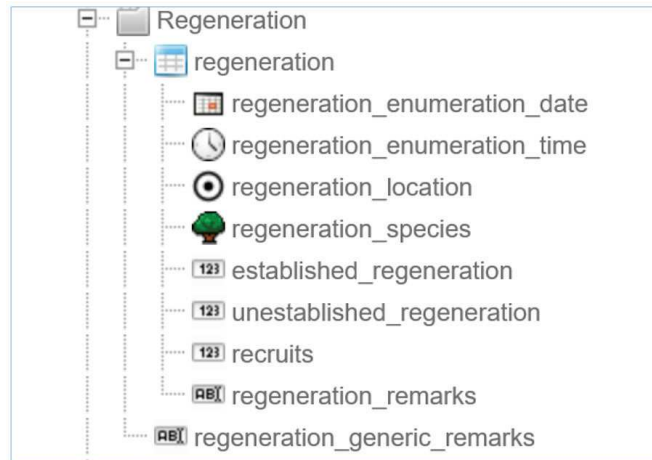 Regeneration
regeneration
regeneration_enumeration_date
regeneration_enumeration_time
regeneration_location
regeneration_species
123 established_regeneration
123 unestablished_regeneration
123 recruits
ABI regeneration_remarks
ABI regeneration_generic_remarks